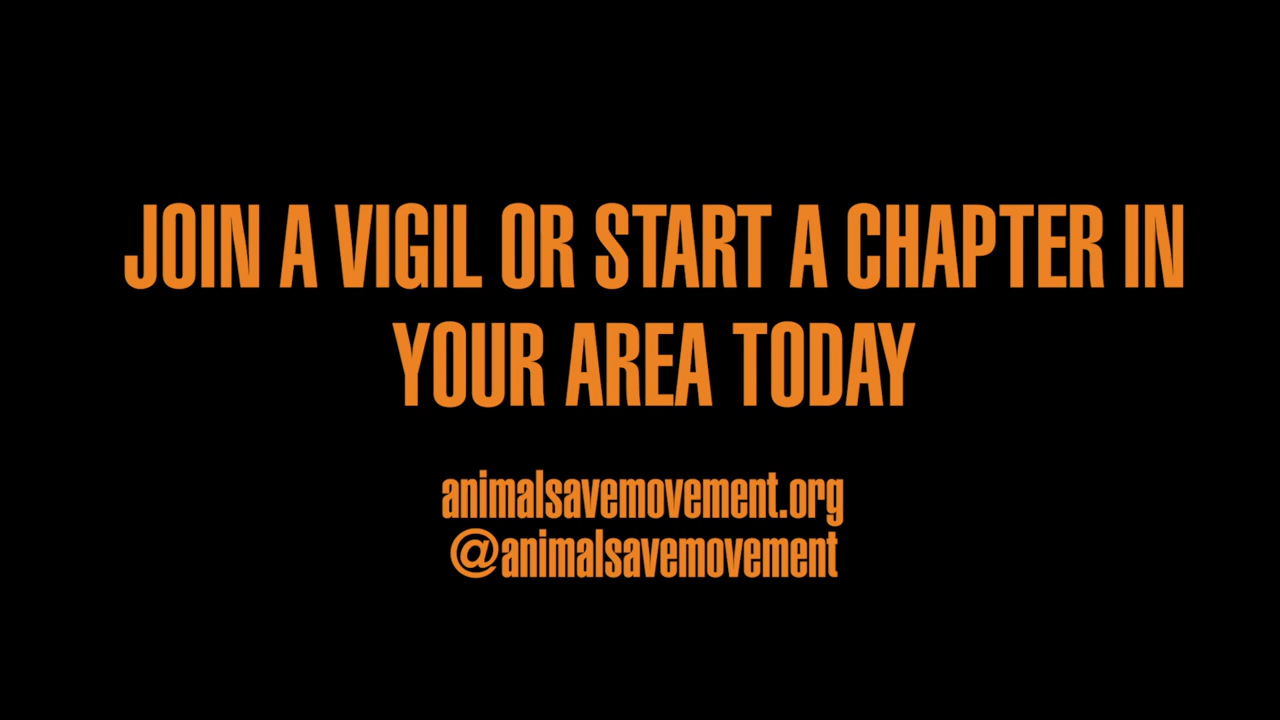 JOIN A VIGIL OR START A CHAPTER IN
YOUR AREA TODAY
animalsavemovement.org
@animalsavemovement